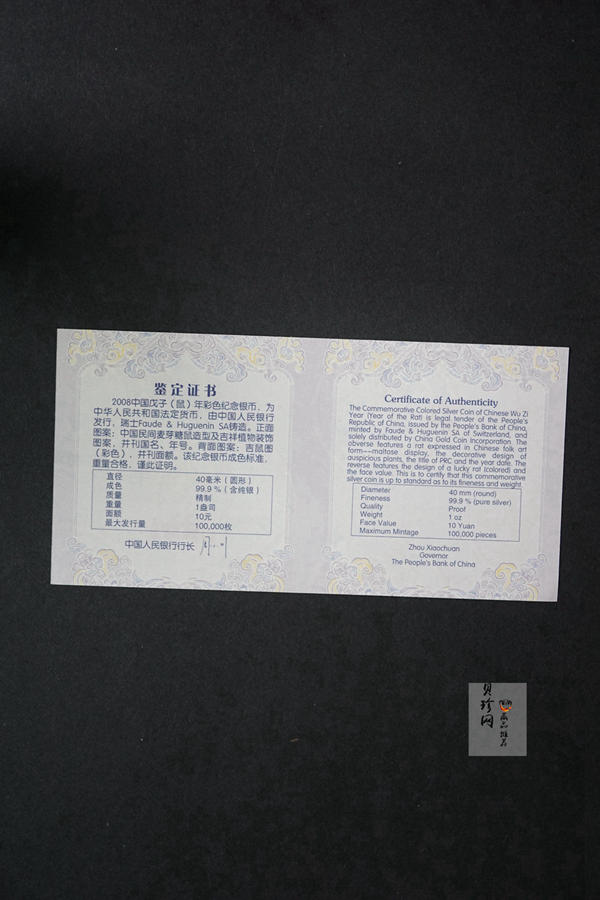 鉴定证书
2008中国戊子（鼠）年彩色纪念银币，为
中华人民共和国法定货币，由中国人民银行
发行，瑞士Faude & Huguenin SA铸造。正面
图案：中国民间麦芽糖鼠造型及吉祥植物装饰
图案，并刊国名、年号。背面图案：吉鼠图
（彩色），并刊面额。该纪念银币成色标准，
重量合格，谨此证明。
直径 40毫米（圆形）
成色 99.9%（含纯银）
质量 精制
重量 1盎司
面额 10元
最大发行量 100,000枚
中国人民银行行长
Certificate of Authenticity
The Commemorative Colored Silver Coin of Chinese Wu Zi
Year (Year of the Rat) is legal tender of the People's
Republic of China, issued by the People's Bank of China,
minted by Faude & Huguenin SA of Switzerland, and
solely distributed by China Gold Coin Incorporation. The
obverse features a rat expressed in Chinese folk art
form---maltose display, the decorative design of
auspicious plants, the title of PRC and the year date. The
reverse features the design of a lucky rat (colored) and
the face value. This is to certify that this commemorative
silver coin is up to standard as to its fineness and weight.
Diameter 40 mm (round)
Fineness 99.9 % (pure silver)
Quality Proof
Weight 1 oz
Face Value 10 Yuan
Maximum Mintage 100,000 pieces
Zhou Xiaochuan
Governor
The People's Bank of China
珍网